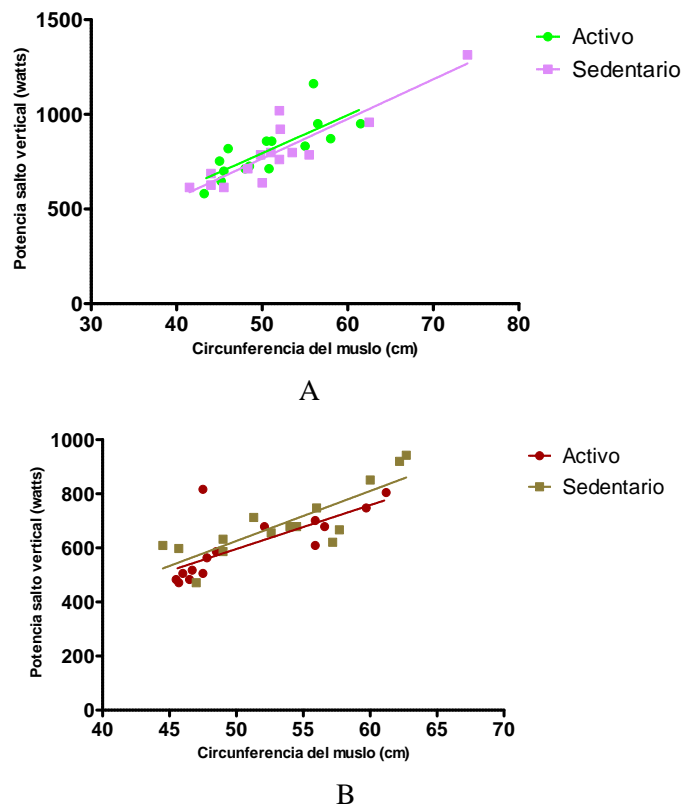 1500
1000
500
0
Potencia salto vertical (watts)
30 40 50 60 70 80
Circunferencia del muslo (cm)
Activo
Sedentario
A
1000
800
600
400
200
0
Potencia salto vertical (watts)
40 45 50 55 60 65 70
Circunferencia del muslo (cm)
Activo
Sedentario
B